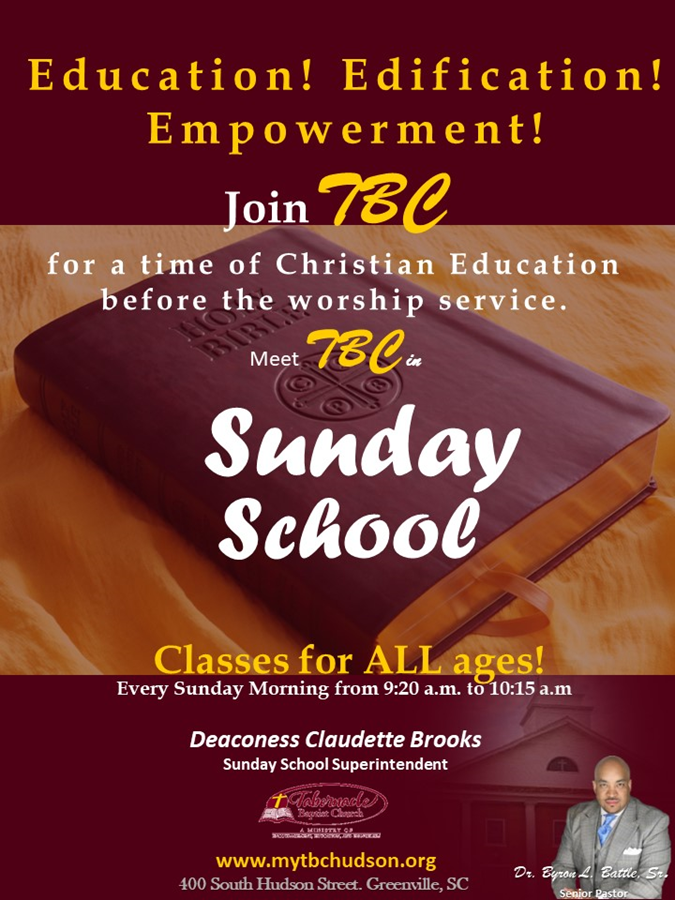 Education! Edification!
Empowerment!
Join TBC
for a time of Christian Education
before the worship service.
HOLY
BIBLE
Meet TBC in
Sunday
School
Classes for ALL ages!
Every Sunday Morning from 9:20 a.m. to 10:15 a.m
Deaconess Claudette Brooks
Sunday School Superintendent
Tabernacle
Baptist Church
A MINISTRY OF
www.mytbchudson.org
400 South Hudson Street. Greenville, SC
Dr. Byron L. Battle, Sr.
Senior Pastor